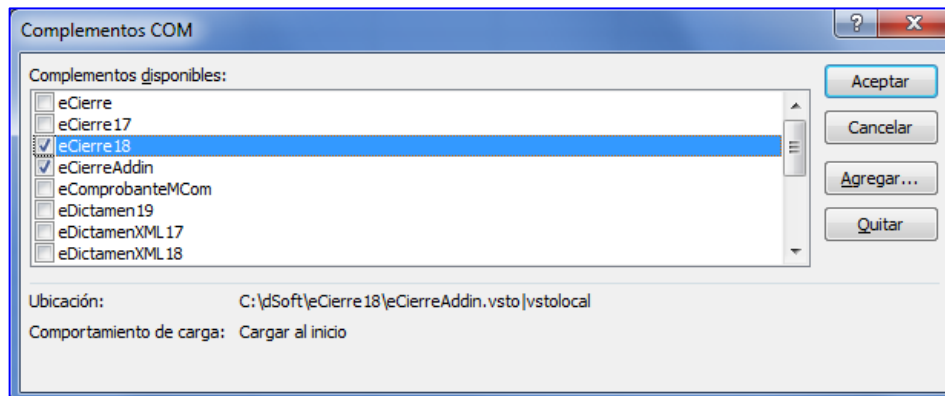 Complementos COM
Complementos disponibles:
eCierre
eCierre17
eCierre18
eCierreAddin
eComprobanteMCom
eDictamen19
eDictamenXML17
eDictamenXML18
Aceptar
Cancelar
Agregar...
Quitar
Ubicación: C:\dSoft\eCierre18\eCierreAddin.vsto|vstolocal
Comportamiento de carga: Cargar al inicio